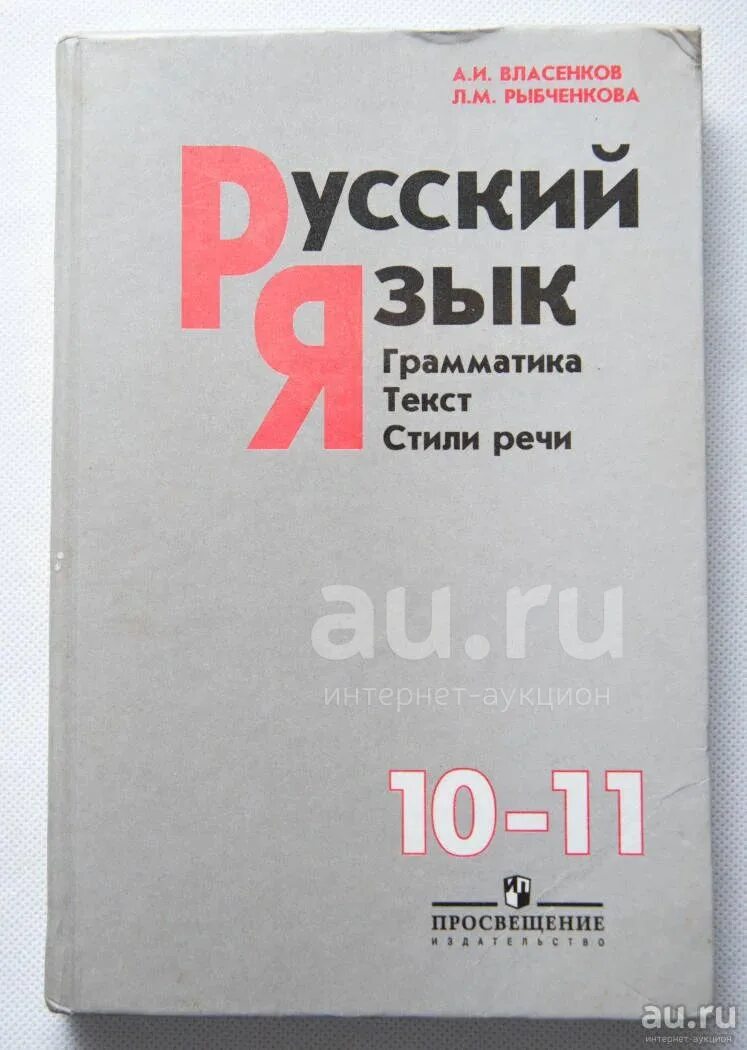 А.И. ВЛАСЕНКОВ
Л.М. РЫБЧЕНКОВА
Русский
Язык
Грамматика
Текст
Стили речи
au.ru
интернет-аукцион
10-11
ИП
ПРОСВЕЩЕНИЕ
ИЗДАТЕЛЬСТВО
au.ru
интернет-аукцион